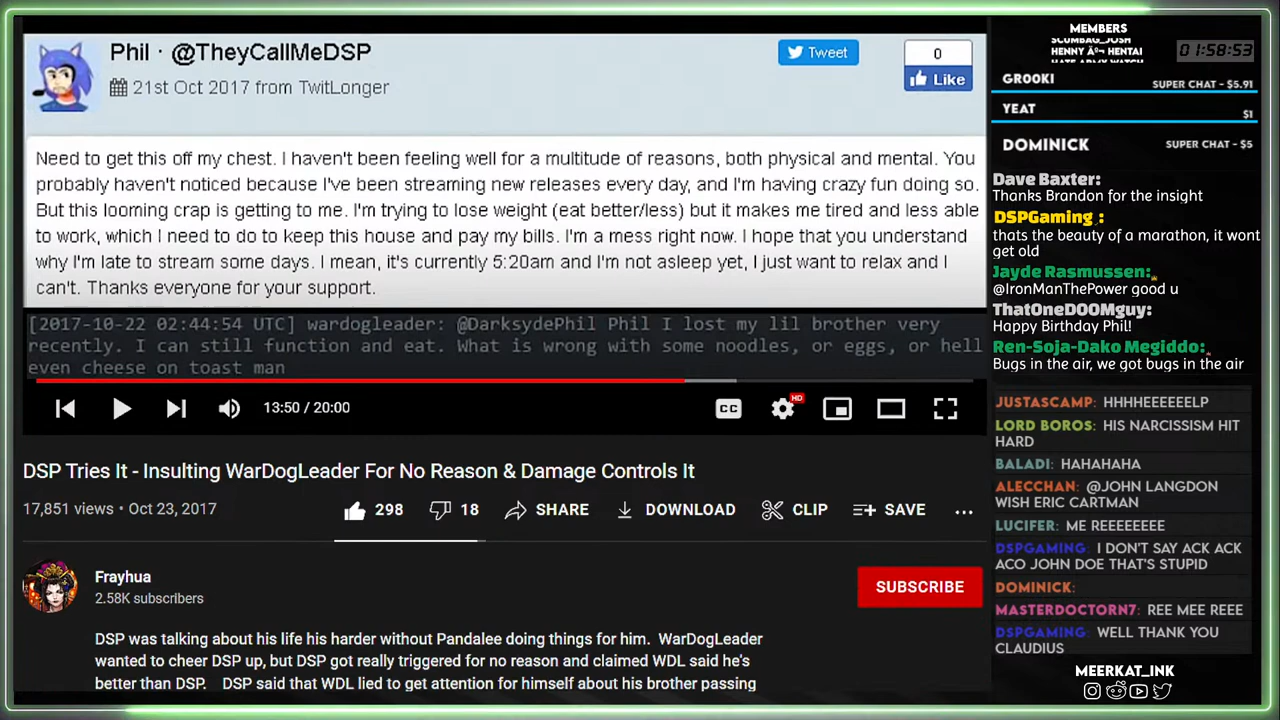 Phil · @TheyCallMeDSP
21st Oct 2017 from TwitLonger
Tweet
0
Like
Need to get this off my chest. I haven't been feeling well for a multitude of reasons, both physical and mental. You
probably haven't noticed because I've been streaming new releases every day, and I'm having crazy fun doing so.
But this looming crap is getting to me. I'm trying to lose weight (eat better/less) but it makes me tired and less able
to work, which I need to do to keep this house and pay my bills. I'm a mess right now. I hope that you understand
why I'm late to stream some days. I mean, it's currently 5:20am and I'm not asleep yet, I just want to relax and I
can't. Thanks everyone for your support.
[2017-10-22 02:44:54 UTC] wardogleader: @DarksydePhil Phil I lost my lil brother very
recently. I can still function and eat. What is wrong with some noodles, or eggs, or hell
even cheese on toast man
13:50 / 20:00
CC
HD
DSP Tries It - Insulting WarDogLeader For No Reason & Damage Controls It
17,851 views • Oct 23, 2017
298
18
SHARE
DOWNLOAD
CLIP
SAVE
...
Frayhua
2.58K subscribers
SUBSCRIBE
DSP was talking about his life his harder without Pandalee doing things for him. WarDogLeader
wanted to cheer DSP up, but DSP got really triggered for no reason and claimed WDL said he's
better than DSP. DSP said that WDL lied to get attention for himself about his brother passing
MEMBERS
SCUMBAG_JOSH
HENNY Äº¬ HENTAI
HATE ARMY WATCH
01:58:53
GROOKI
SUPER CHAT - $5.91
YEAT
$1
DOMINICK
SUPER CHAT - $5
Dave Baxter:
Thanks Brandon for the insight
DSPGaming :
thats the beauty of a marathon, it wont
get old
Jayde Rasmussen:
@IronManThePower good u
ThatOneDOOMguy:
Happy Birthday Phil!
Ren-Soja-Dako Megiddo:
Bugs in the air, we got bugs in the air
JUSTASCAMP: HHHHEEEEEELP
LORD BOROS: HIS NARCISSISM HIT
HARD
BALADI: HAHAHAHA
ALECCHAN: @JOHN LANGDON
WISH ERIC CARTMAN
LUCIFER: ME REEEEEEEE
DSPGAMING: I DON'T SAY ACK ACK
ACO JOHN DOE THAT'S STUPID
DOMINICK:
MASTERDOCTORN7: REE MEE REEE
DSPGAMING: WELL THANK YOU
CLAUDIUS
MEERKAT_INK